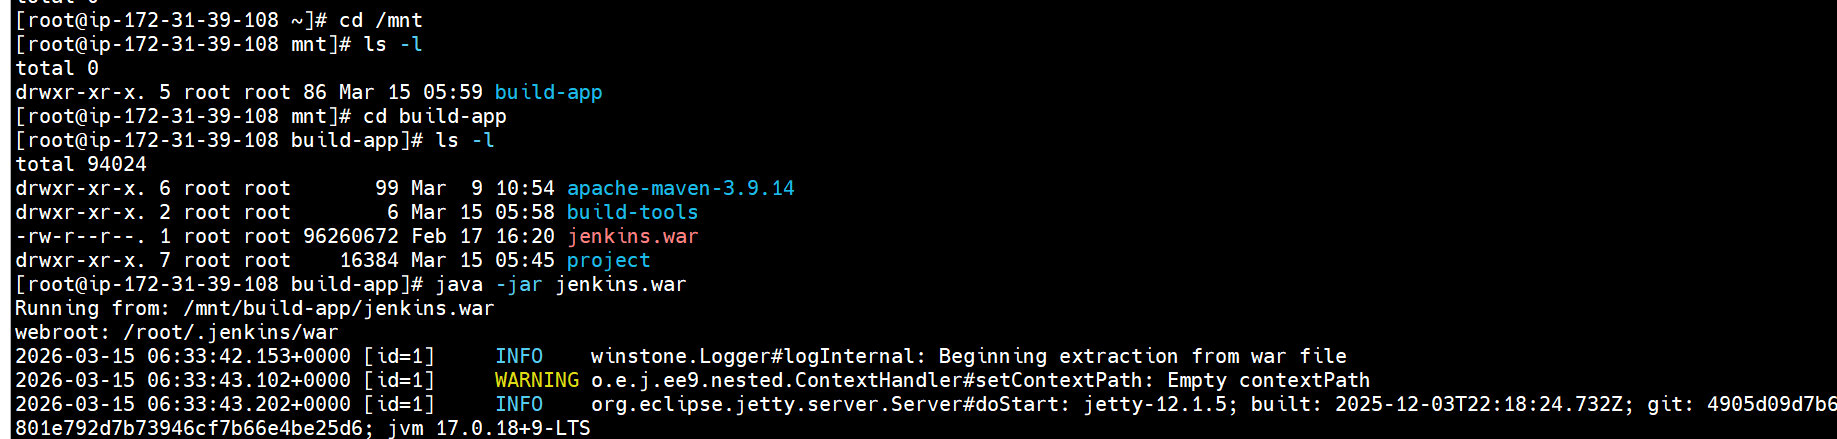 total 0
[root@ip-172-31-39-108 ~]# cd /mnt
[root@ip-172-31-39-108 mnt]# ls -l
total 0
drwxr-xr-x. 5 root root 86 Mar 15 05:59 build-app
[root@ip-172-31-39-108 mnt]# cd build-app
[root@ip-172-31-39-108 build-app]# ls -l
total 94024
drwxr-xr-x. 6 root root       99 Mar  9 10:54 apache-maven-3.9.14
drwxr-xr-x. 2 root root        6 Mar 15 05:58 build-tools
-rw-r--r--. 1 root root 96260672 Feb 17 16:20 jenkins.war
drwxr-xr-x. 7 root root    16384 Mar 15 05:45 project
[root@ip-172-31-39-108 build-app]# java -jar jenkins.war
Running from: /mnt/build-app/jenkins.war
webroot: /root/.jenkins/war
2026-03-15 06:33:42.153+0000 [id=1]     INFO    winstone.Logger#logInternal: Beginning extraction from war file
2026-03-15 06:33:43.102+0000 [id=1]     WARNING o.e.j.ee9.nested.ContextHandler#setContextPath: Empty contextPath
2026-03-15 06:33:43.202+0000 [id=1]     INFO    org.eclipse.jetty.server.Server#doStart: jetty-12.1.5; built: 2025-12-03T22:18:24.732Z; git: 4905d09d7b6
801e792d7b73946cf7b66e4be25d6; jvm 17.0.18+9-LTS